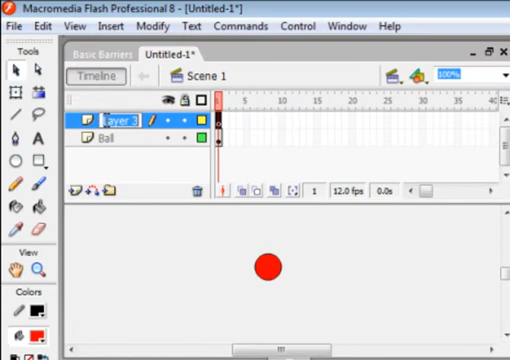 Macromedia Flash Professional 8 - [Untitled-1*]
File Edit View Insert Modify Text Commands Control Window Help
Tools
Basic Barriers Untitled-1*
Timeline Scene 1 100%
5 10 15 20 25 30 35 40
Layer 3
Ball
1 12.0 fps 0.0s
A
View
Colors